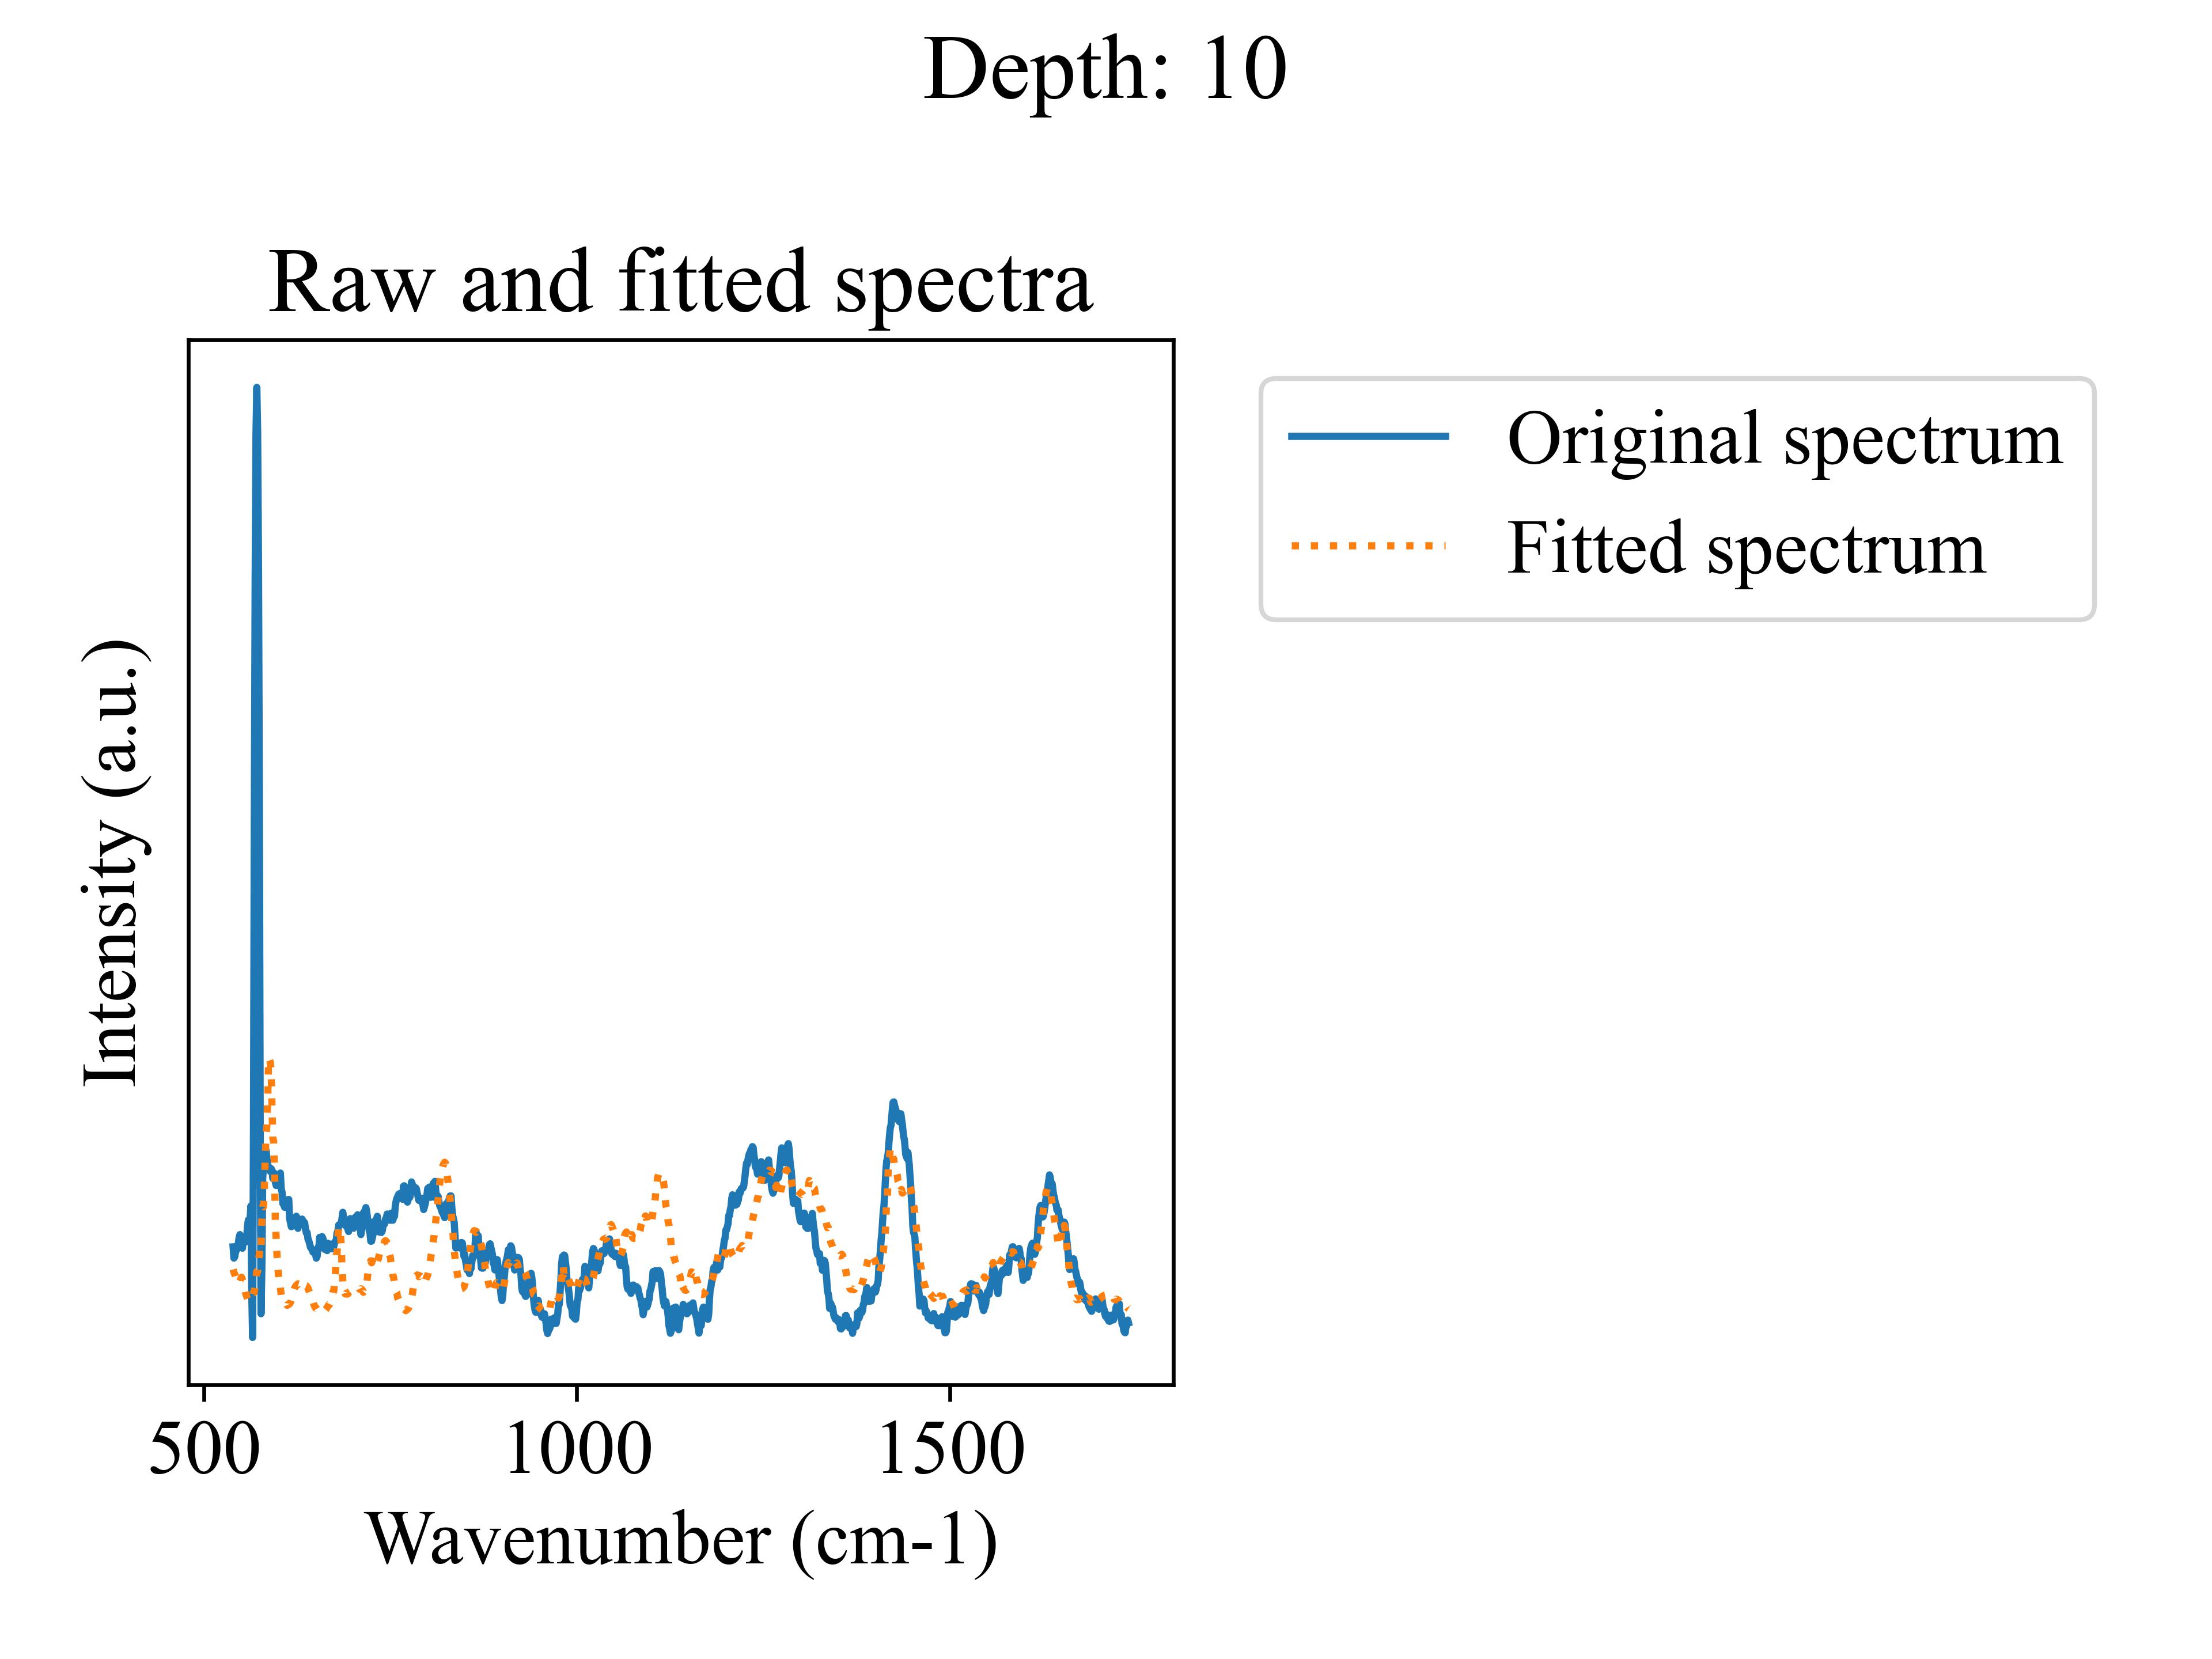 Depth: 10
Raw and fitted spectra
Original spectrum
Fitted spectrum
Intensity (a.u.)
500 1000 1500
Wavenumber (cm-1)